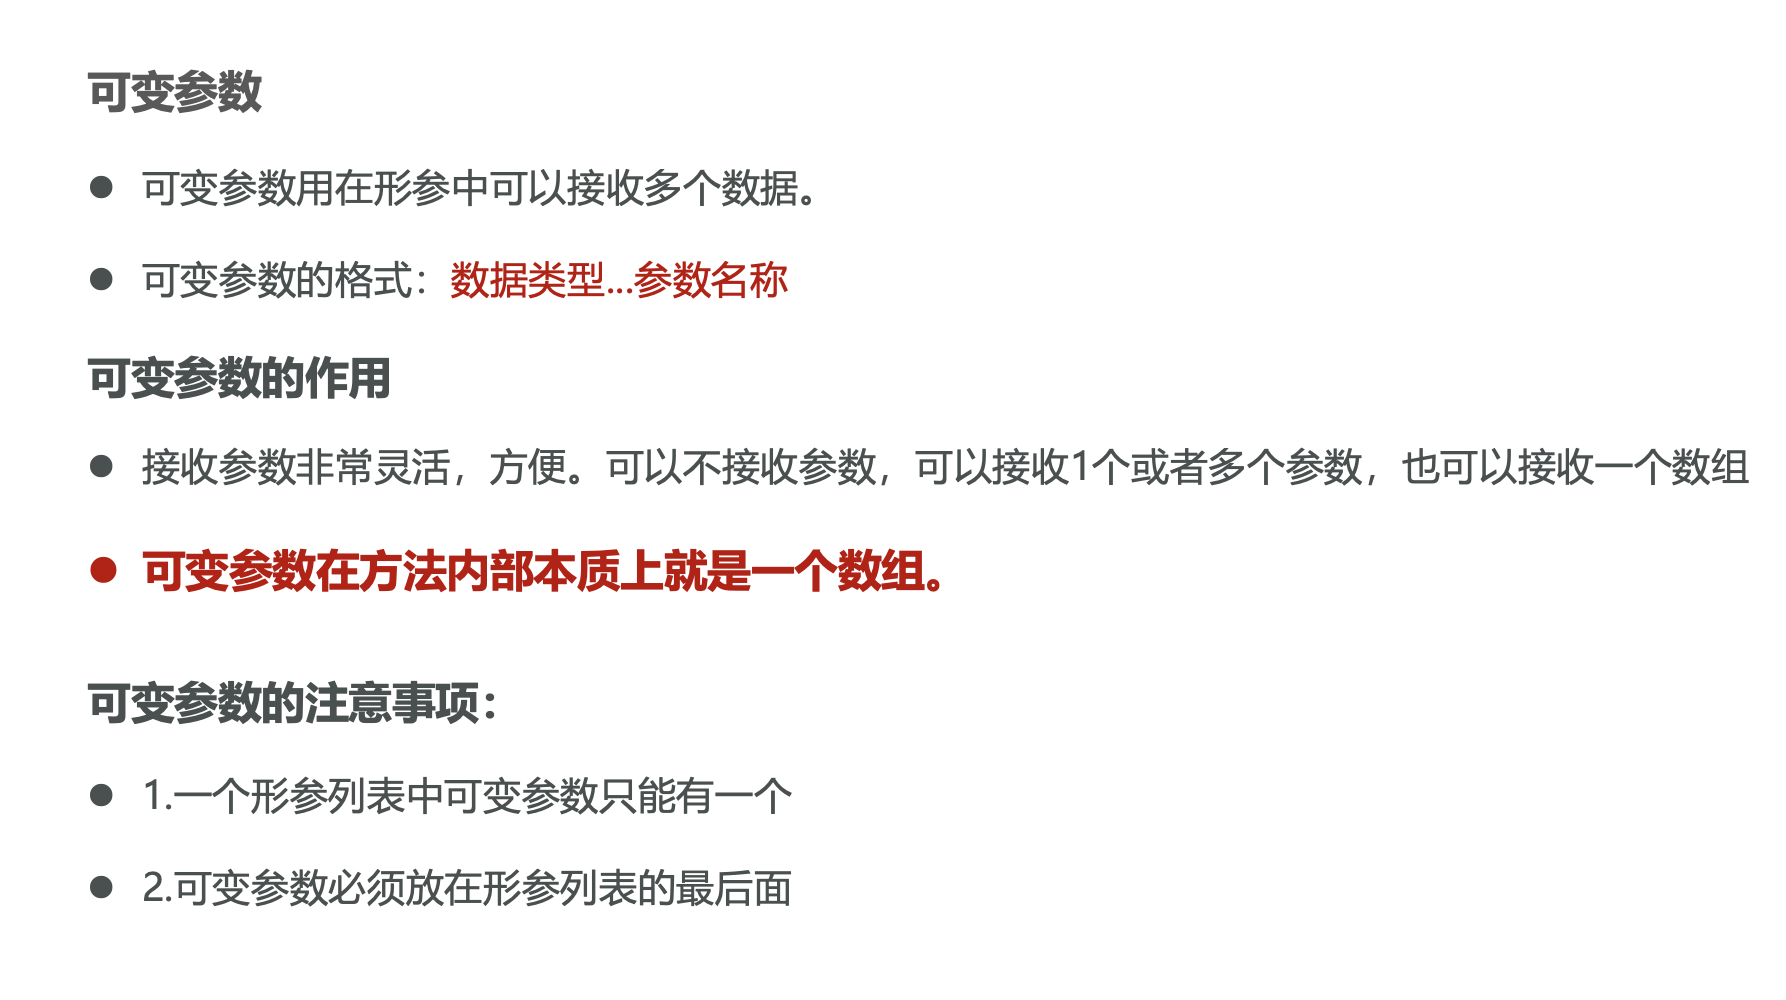 可变参数
● 可变参数用在形参中可以接收多个数据。
● 可变参数的格式：数据类型...参数名称
可变参数的作用
● 接收参数非常灵活，方便。可以不接收参数，可以接收1个或者多个参数，也可以接收一个数组
● 可变参数在方法内部本质上就是一个数组。
可变参数的注意事项：
● 1.一个形参列表中可变参数只能有一个
● 2.可变参数必须放在形参列表的最后面